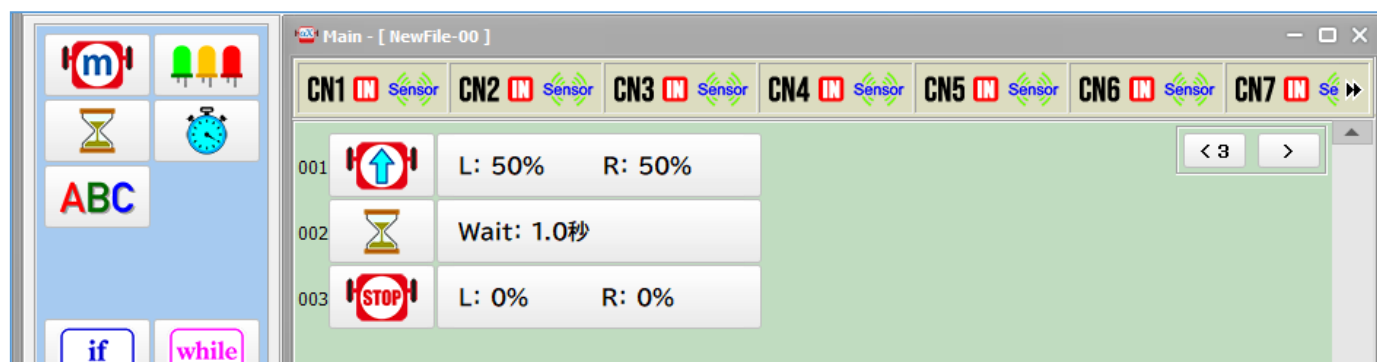 Main - [ NewFile-00 ]
m
CN1 IN Sensor CN2 IN Sensor CN3 IN Sensor CN4 IN Sensor CN5 IN Sensor CN6 IN Sensor CN7 IN Se
ABC
001 L: 50% R: 50%
< 3 >
002 Wait: 1.0秒
003 STOP L: 0% R: 0%
if while